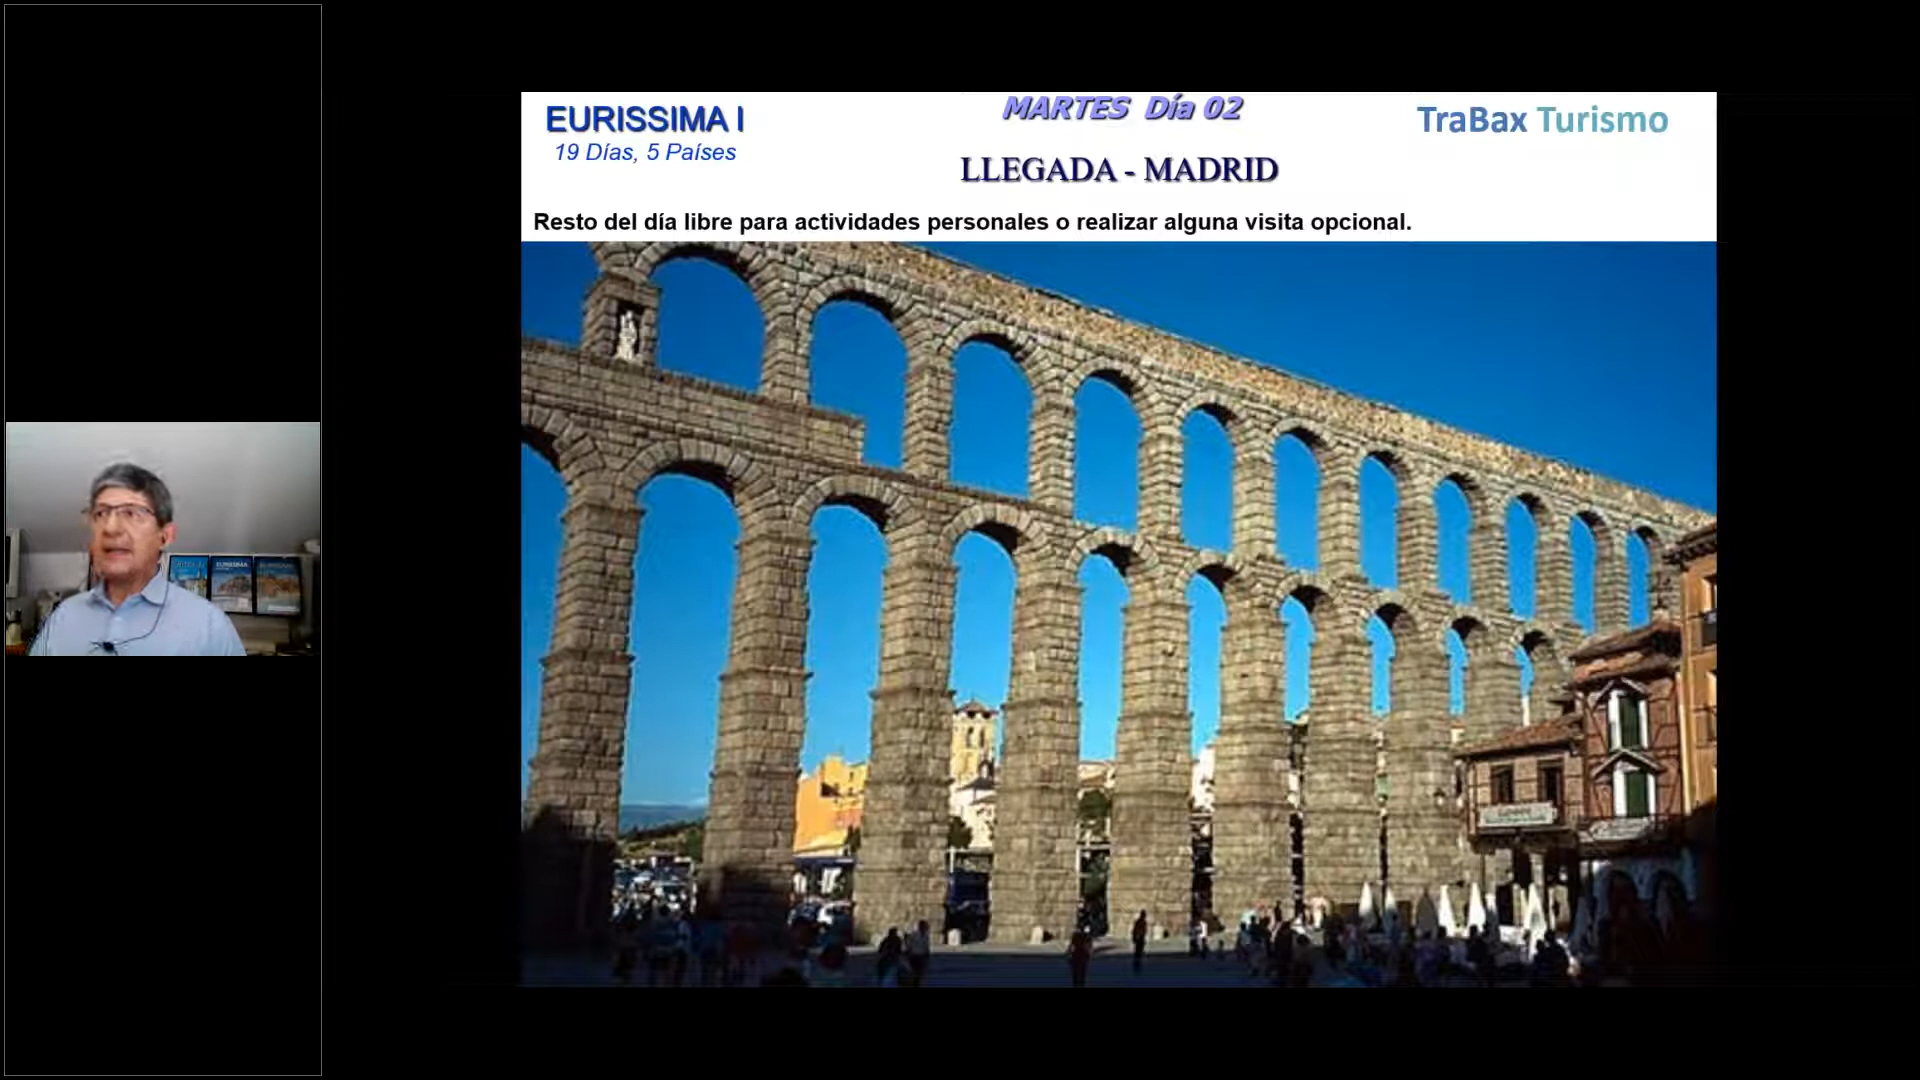 EURISSIMA I
19 Días, 5 Países
MARTES Día 02
LLEGADA - MADRID
TraBax Turismo
Resto del día libre para actividades personales o realizar alguna visita opcional.
EURISSIMA